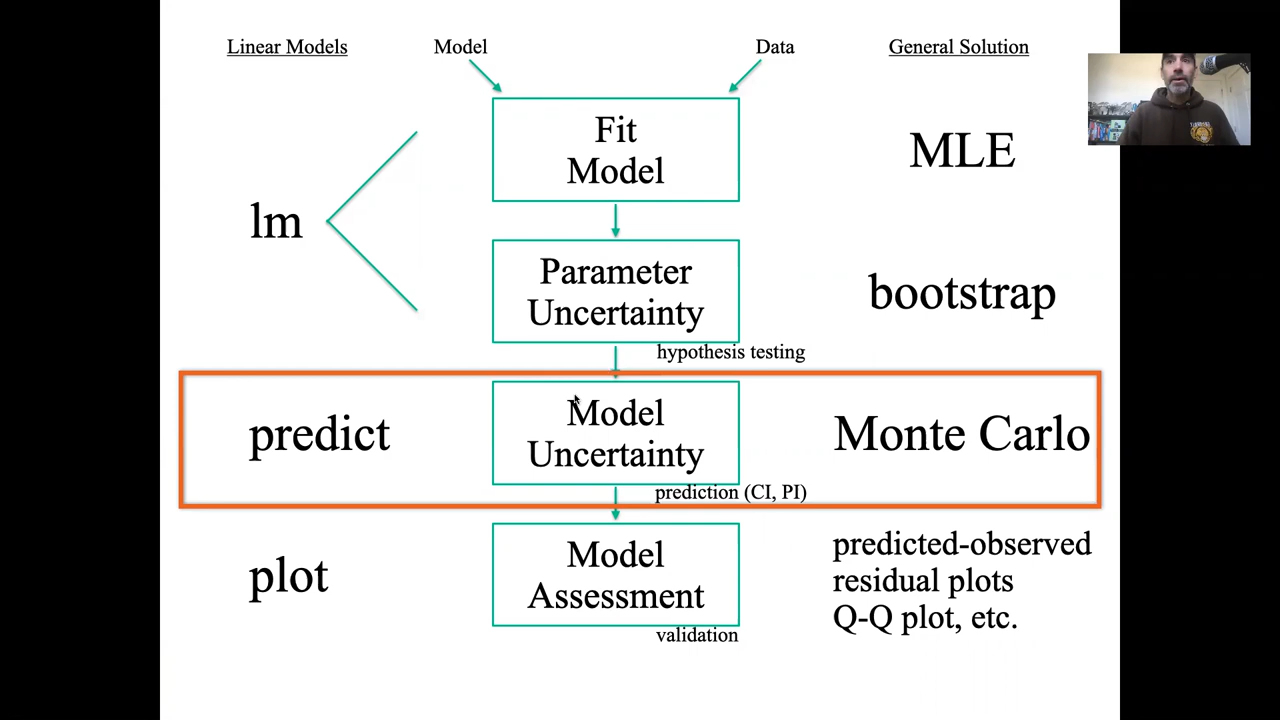 Linear Models
Model
Data
General Solution
Fit
Model
MLE
lm
Parameter
Uncertainty
bootstrap
hypothesis testing
predict
Model
Uncertainty
Monte Carlo
prediction (CI, PI)
plot
Model
Assessment
predicted-observed
residual plots
Q-Q plot, etc.
validation